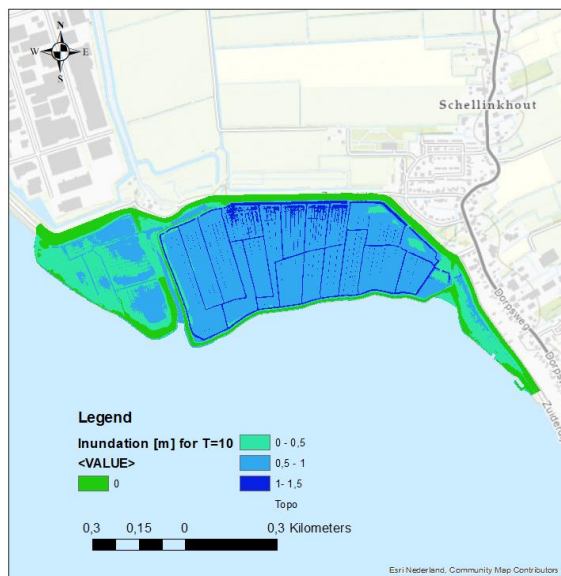 N
W E
S
Schellinkhout
Dorpsweg
Legend
Inundation [m] for T=10
<VALUE>
0
0 - 0,5
0,5 - 1
1- 1,5
Topo
0,3 0,15 0 0,3 Kilometers
Esri Nederland, Community Map Contributors